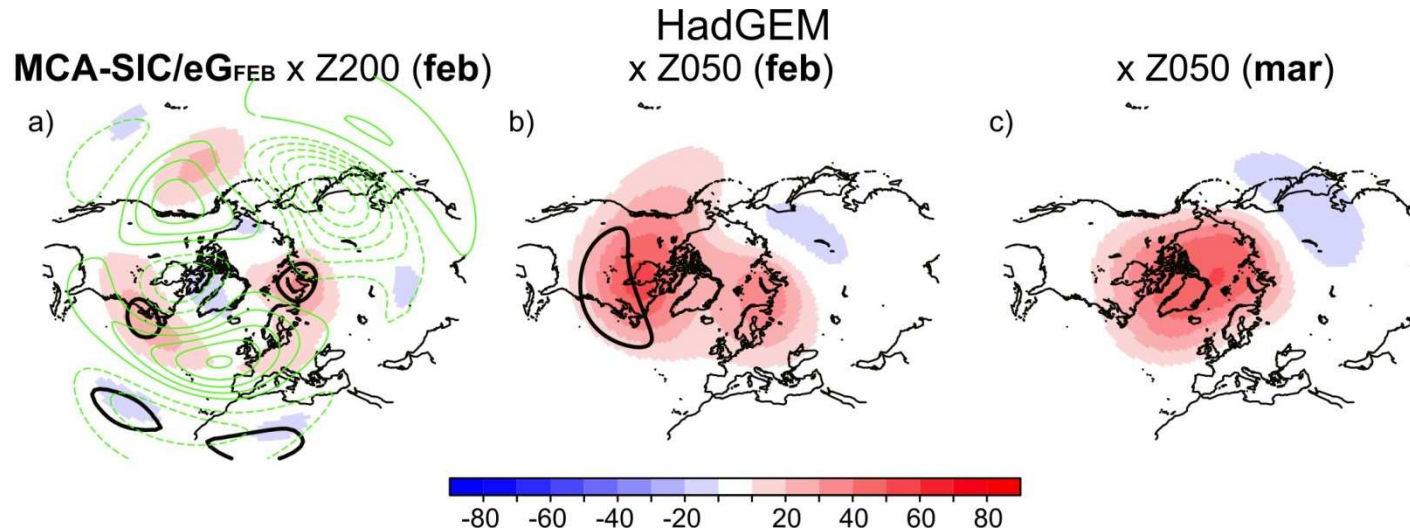 HadGEM
MCA-SIC/eGFEB x Z200 (feb)
x Z050 (feb)
x Z050 (mar)
a)
b)
c)
-80 -60 -40 -20 20 40 60 80